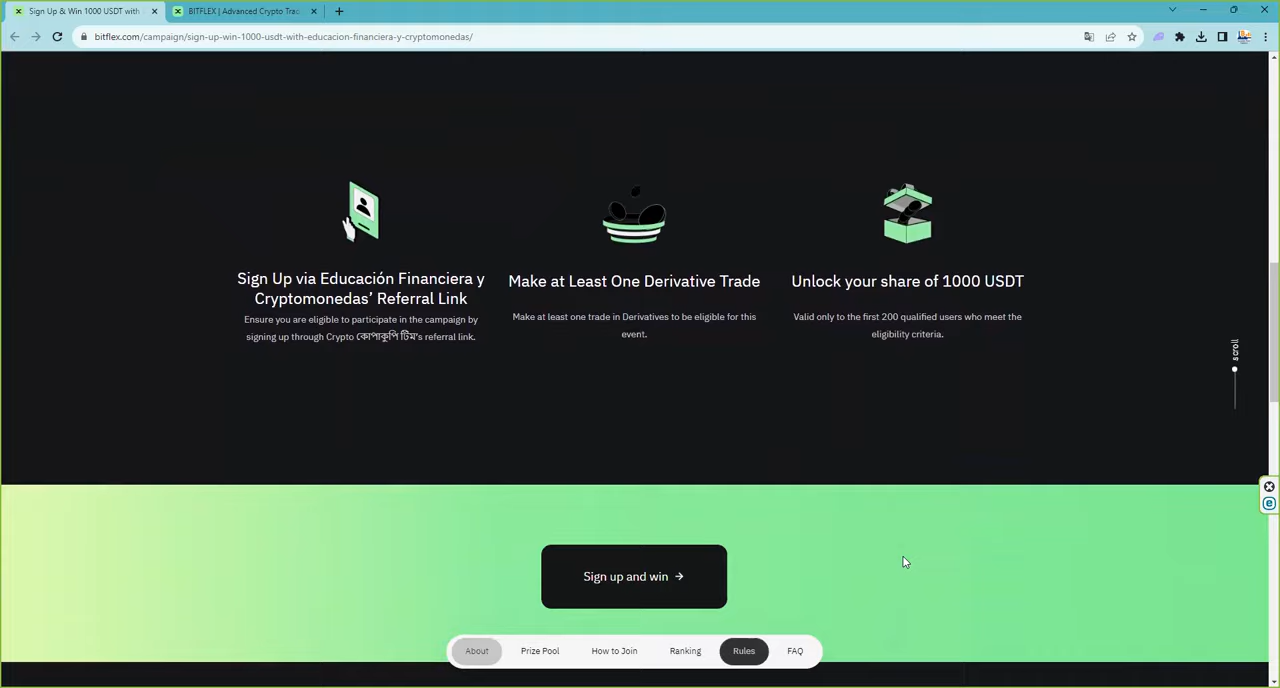 Sign Up & Win 1000 USDT with
BITFLEX | Advanced Crypto Trac
bitflex.com/campaign/sign-up-win-1000-usdt-with-educacion-financiera-y-cryptomonedas/
Sign Up via Educación Financiera y
Cryptomonedas’ Referral Link
Ensure you are eligible to participate in the campaign by
signing up through Crypto কোপাকুপি টিম's referral link.
Make at Least One Derivative Trade
Make at least one trade in Derivatives to be eligible for this
event.
Unlock your share of 1000 USDT
Valid only to the first 200 qualified users who meet the
eligibility criteria.
scroll
Sign up and win →
About Prize Pool How to Join Ranking Rules FAQ